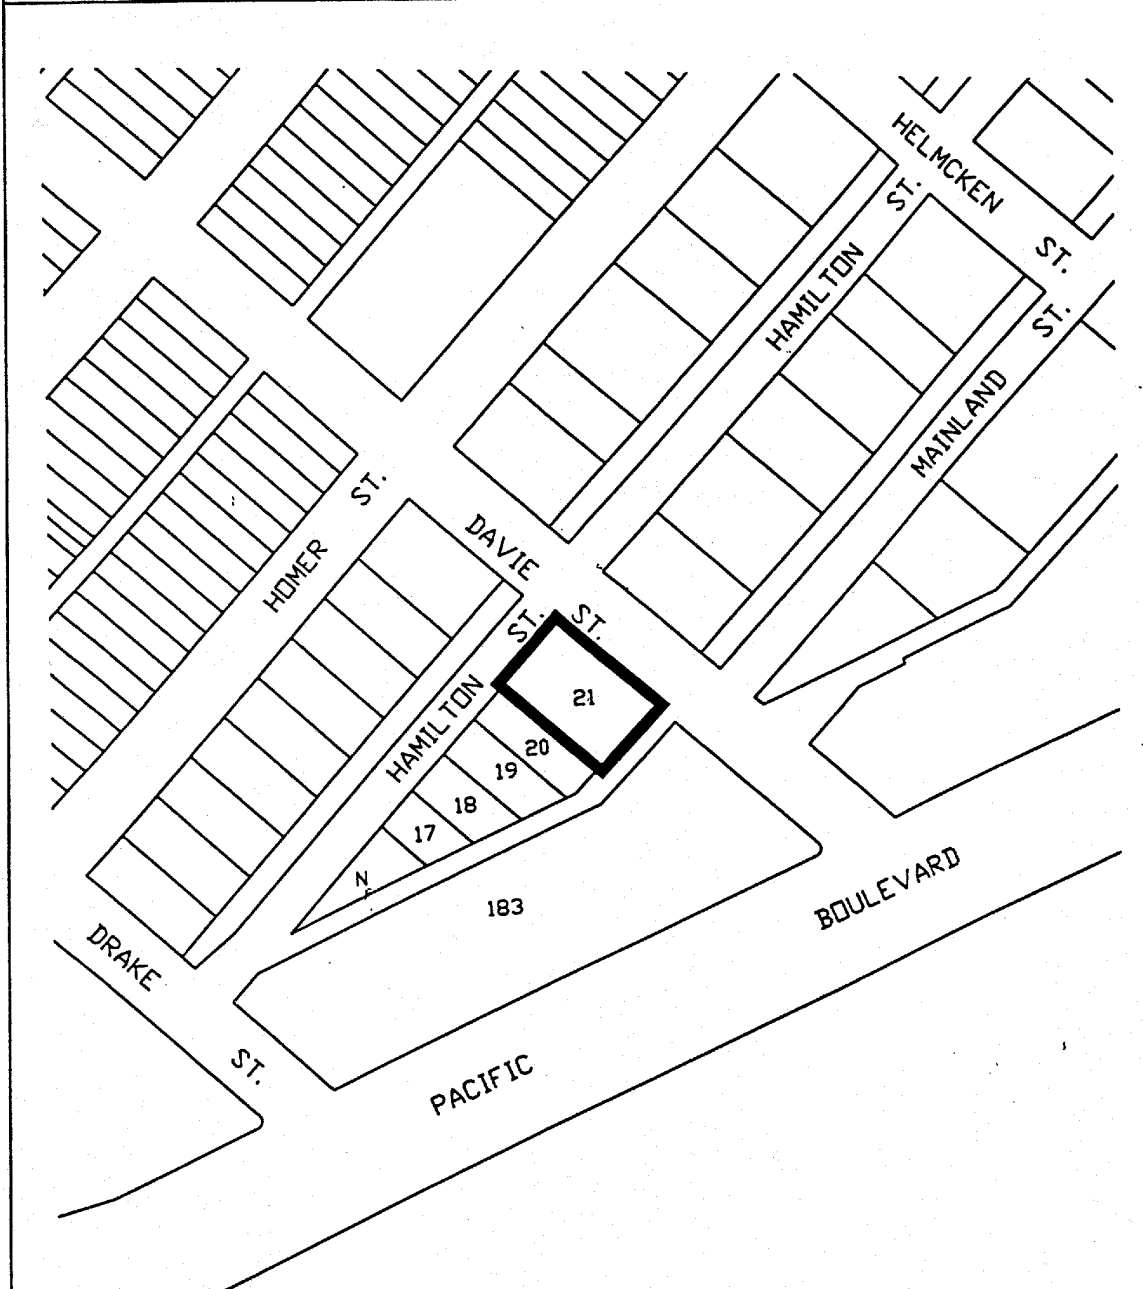 HELMCKEN
ST.
ST.
HAMILTON
ST.
MAINLAND
ST.
HOMER
DAVIE
ST.
ST.
HAMILTON
21
20
19
18
17
N
183
BOULEVARD
DRAKE
ST.
PACIFIC